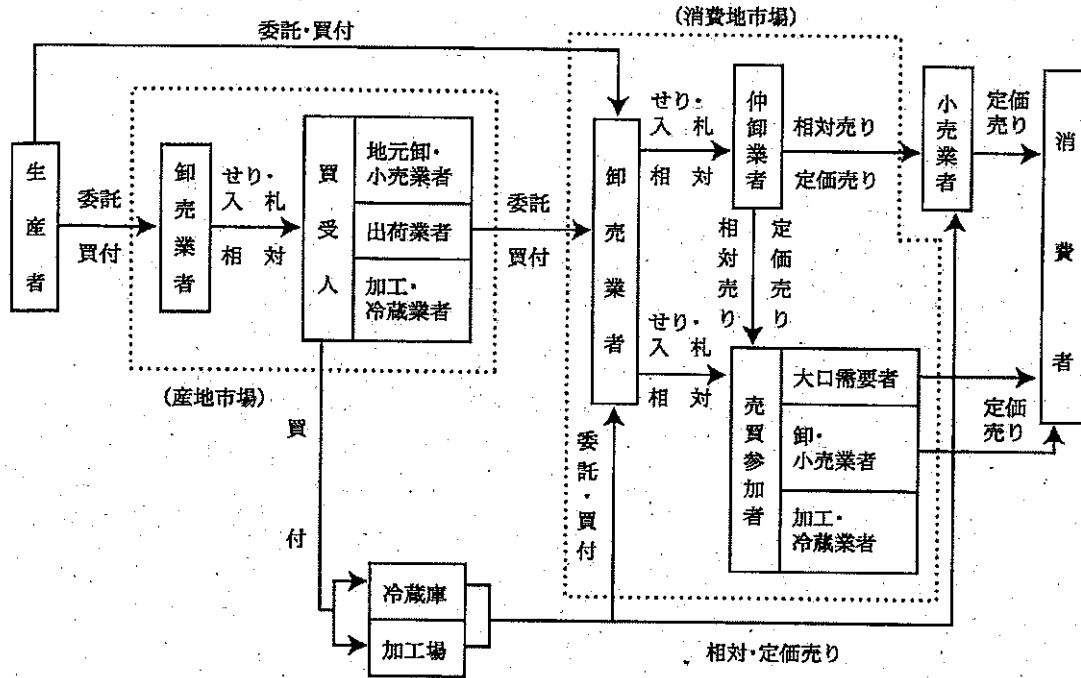 (消費地市場)
委託・買付
生産者
委託
買付
卸売業者
せり・
入札
相対
買受人
地元卸・
小売業者
出荷業者
加工・
冷蔵業者
(産地市場)
委託
買付
卸売業者
せり・
入札
相対
仲卸業者
相対売り
定価売り
小売業者
定価
売り
消費者
相対売り
定価売り
せり・
入札
相対
売買参加者
大口需要者
卸・
小売業者
加工・
冷蔵業者
定価
売り
買付
委託・買付
冷蔵庫
加工場
相対・定価売り